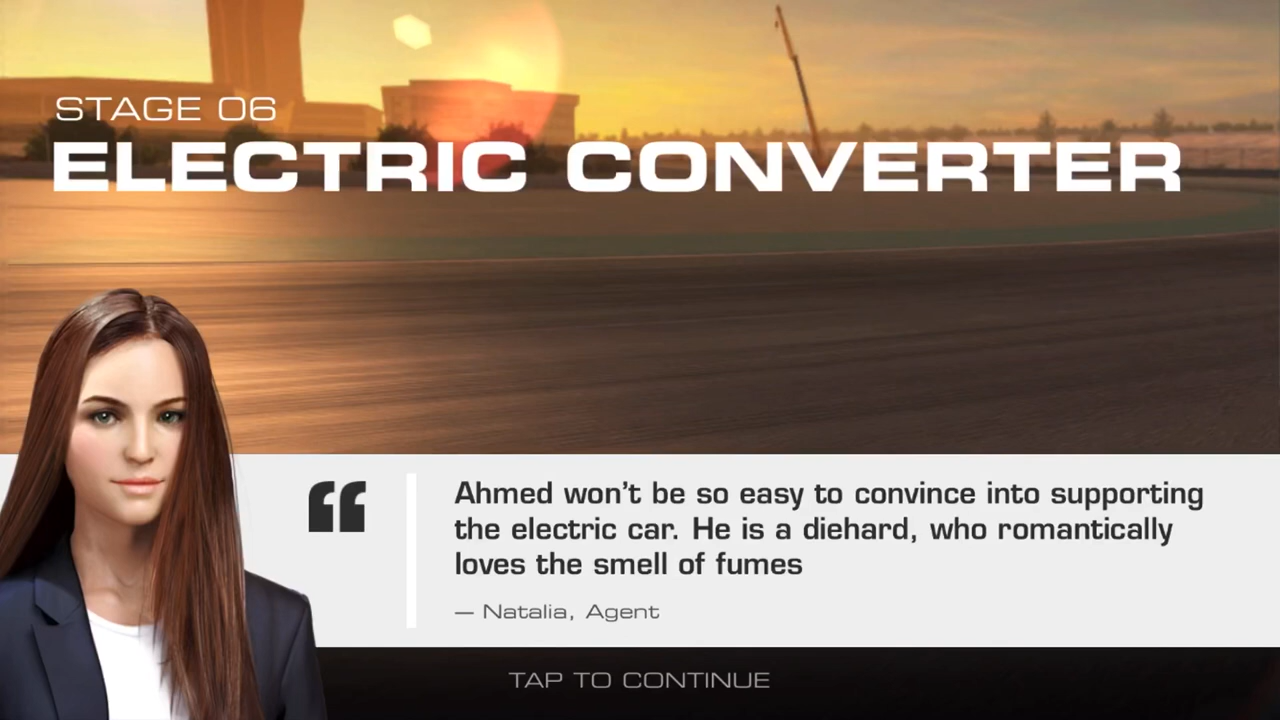 STAGE 06
ELECTRIC CONVERTER
“
Ahmed won’t be so easy to convince into supporting
the electric car. He is a diehard, who romantically
loves the smell of fumes
— Natalia, Agent
TAP TO CONTINUE